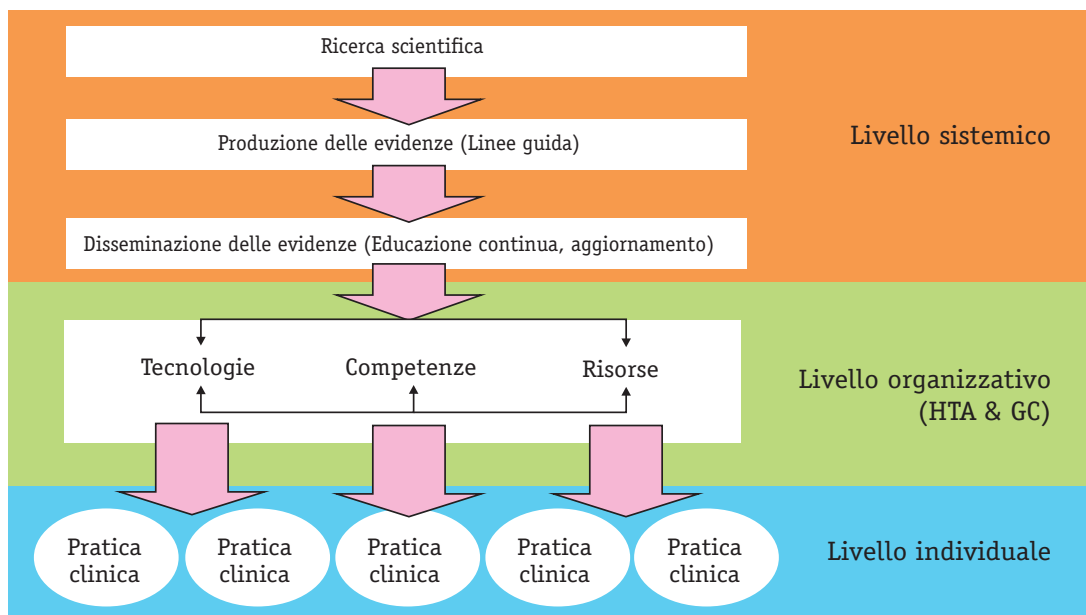 Ricerca scientifica
Produzione delle evidenze (Linee guida)
Livello sistemico
Disseminazione delle evidenze (Educazione continua, aggiornamento)
Tecnologie
Competenze
Risorse
Livello organizzativo
(HTA & GC)
Pratica
clinica
Pratica
clinica
Pratica
clinica
Pratica
clinica
Pratica
clinica
Livello individuale